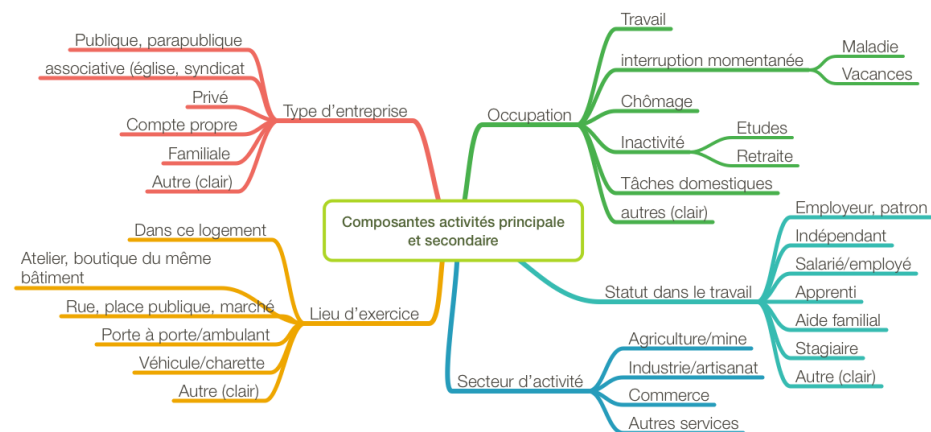 Composantes activités principale
et secondaire
Type d'entreprise
Publique, parapublique
associative (église, syndicat
Privé
Compte propre
Familiale
Autre (clair)
Lieu d'exercice
Dans ce logement
Atelier, boutique du même
bâtiment
Rue, place publique, marché
Porte à porte/ambulant
Véhicule/charette
Autre (clair)
Occupation
Travail
interruption momentanée
Maladie
Vacances
Chômage
Inactivité
Etudes
Retraite
Tâches domestiques
autres (clair)
Statut dans le travail
Employeur, patron
Indépendant
Salarié/employé
Apprenti
Aide familial
Stagiaire
Autre (clair)
Secteur d'activité
Agriculture/mine
Industrie/artisanat
Commerce
Autres services